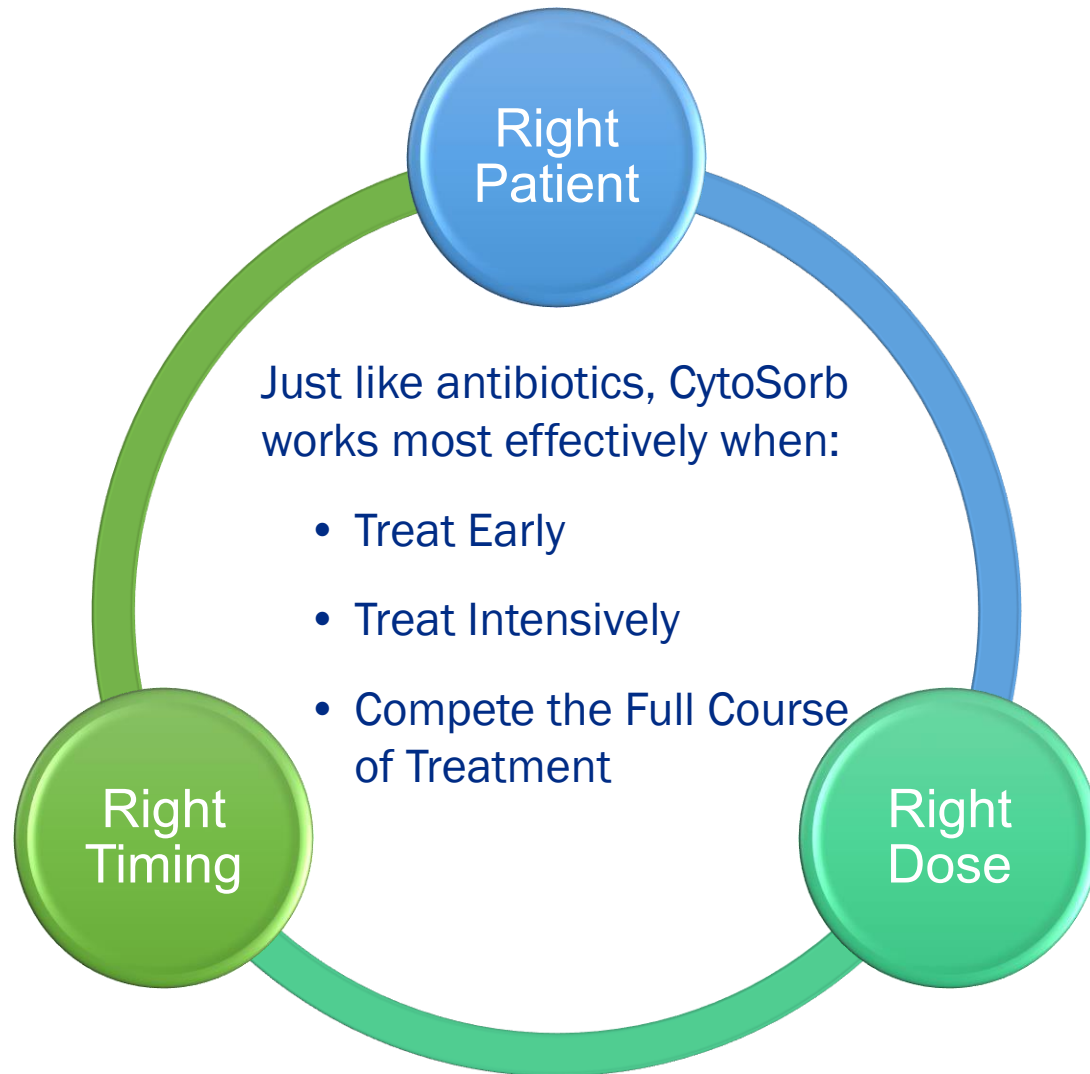 Right
Patient
Just like antibiotics, CytoSorb
works most effectively when:
• Treat Early
• Treat Intensively
• Compete the Full Course
of Treatment
Right
Timing
Right
Dose